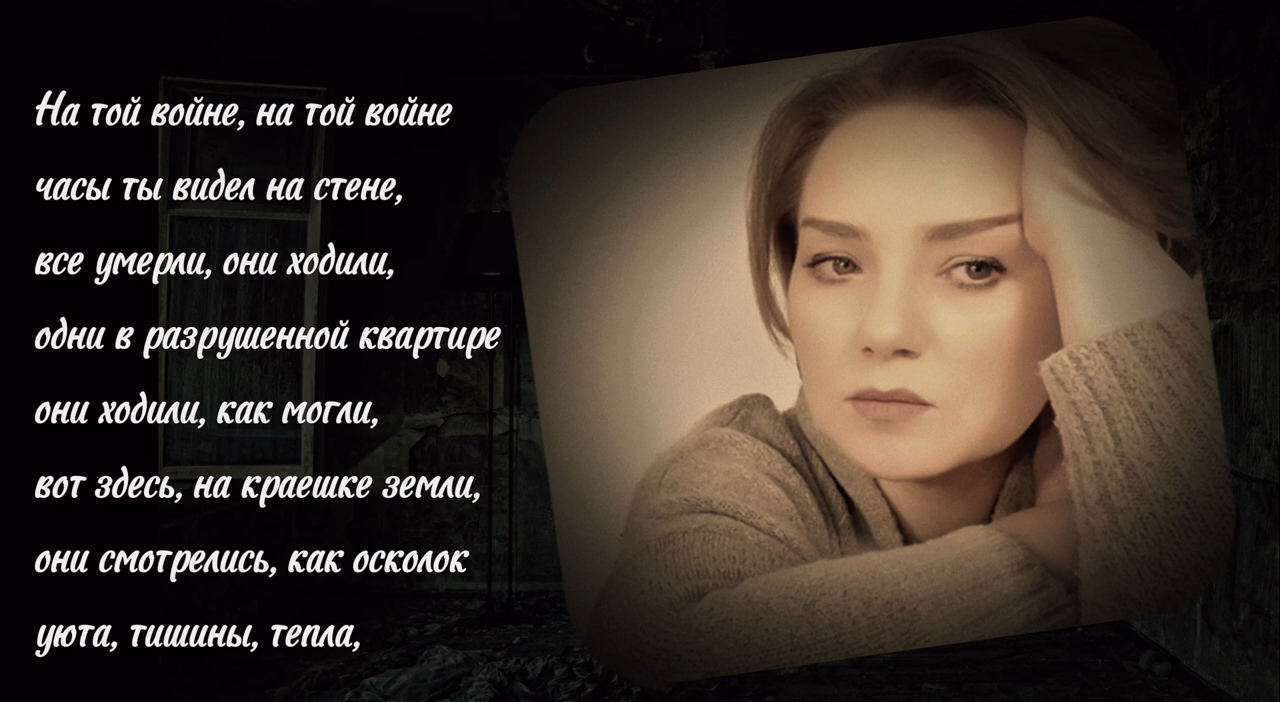 На той войне, на той войне
часы ты видел на стене,
все умерли, они ходили,
одни в разрушенной квартире
они ходили, как могли,
вот здесь, на краешке земли,
они смотрелись, как осколок
уюта, тишины, тепла,